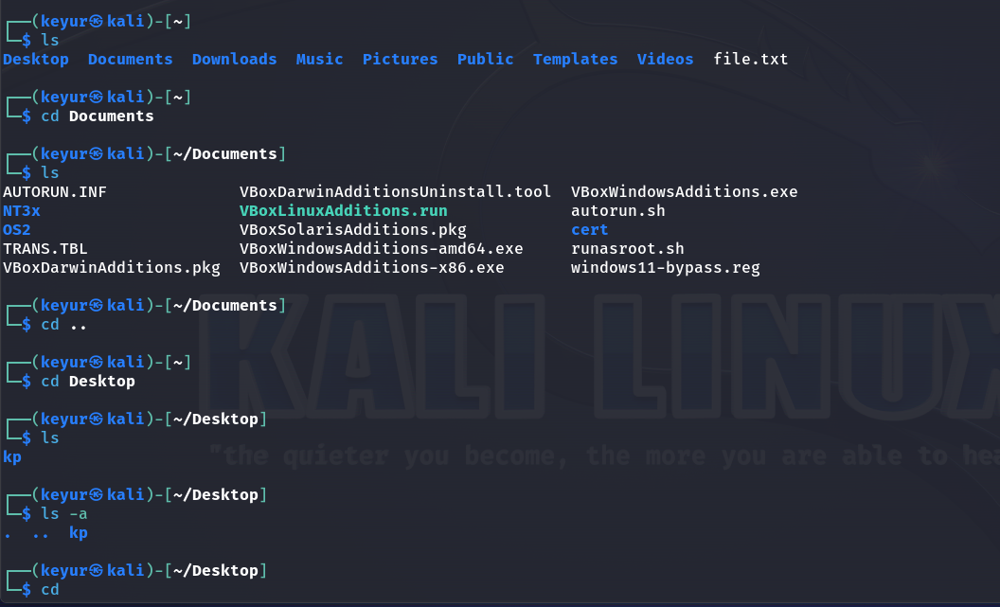 ┌──(keyur㉿kali)-[~]
└─$ ls
Desktop  Documents  Downloads  Music  Pictures  Public  Templates  Videos  file.txt
┌──(keyur㉿kali)-[~]
└─$ cd Documents
┌──(keyur㉿kali)-[~/Documents]
└─$ ls
AUTORUN.INF              VBoxDarwinAdditionsUninstall.tool  VBoxWindowsAdditions.exe
NT3x                     VBoxLinuxAdditions.run             autorun.sh
OS2                      VBoxSolarisAdditions.pkg           cert
TRANS.TBL                VBoxWindowsAdditions-amd64.exe     runasroot.sh
VBoxDarwinAdditions.pkg  VBoxWindowsAdditions-x86.exe       windows11-bypass.reg
┌──(keyur㉿kali)-[~/Documents]
└─$ cd ..
┌──(keyur㉿kali)-[~]
└─$ cd Desktop
KALI LINUX
┌──(keyur㉿kali)-[~/Desktop]
└─$ ls
kp
"the quieter you become, the more you are able to hea
┌──(keyur㉿kali)-[~/Desktop]
└─$ ls -a
.  ..  kp
┌──(keyur㉿kali)-[~/Desktop]
└─$ cd